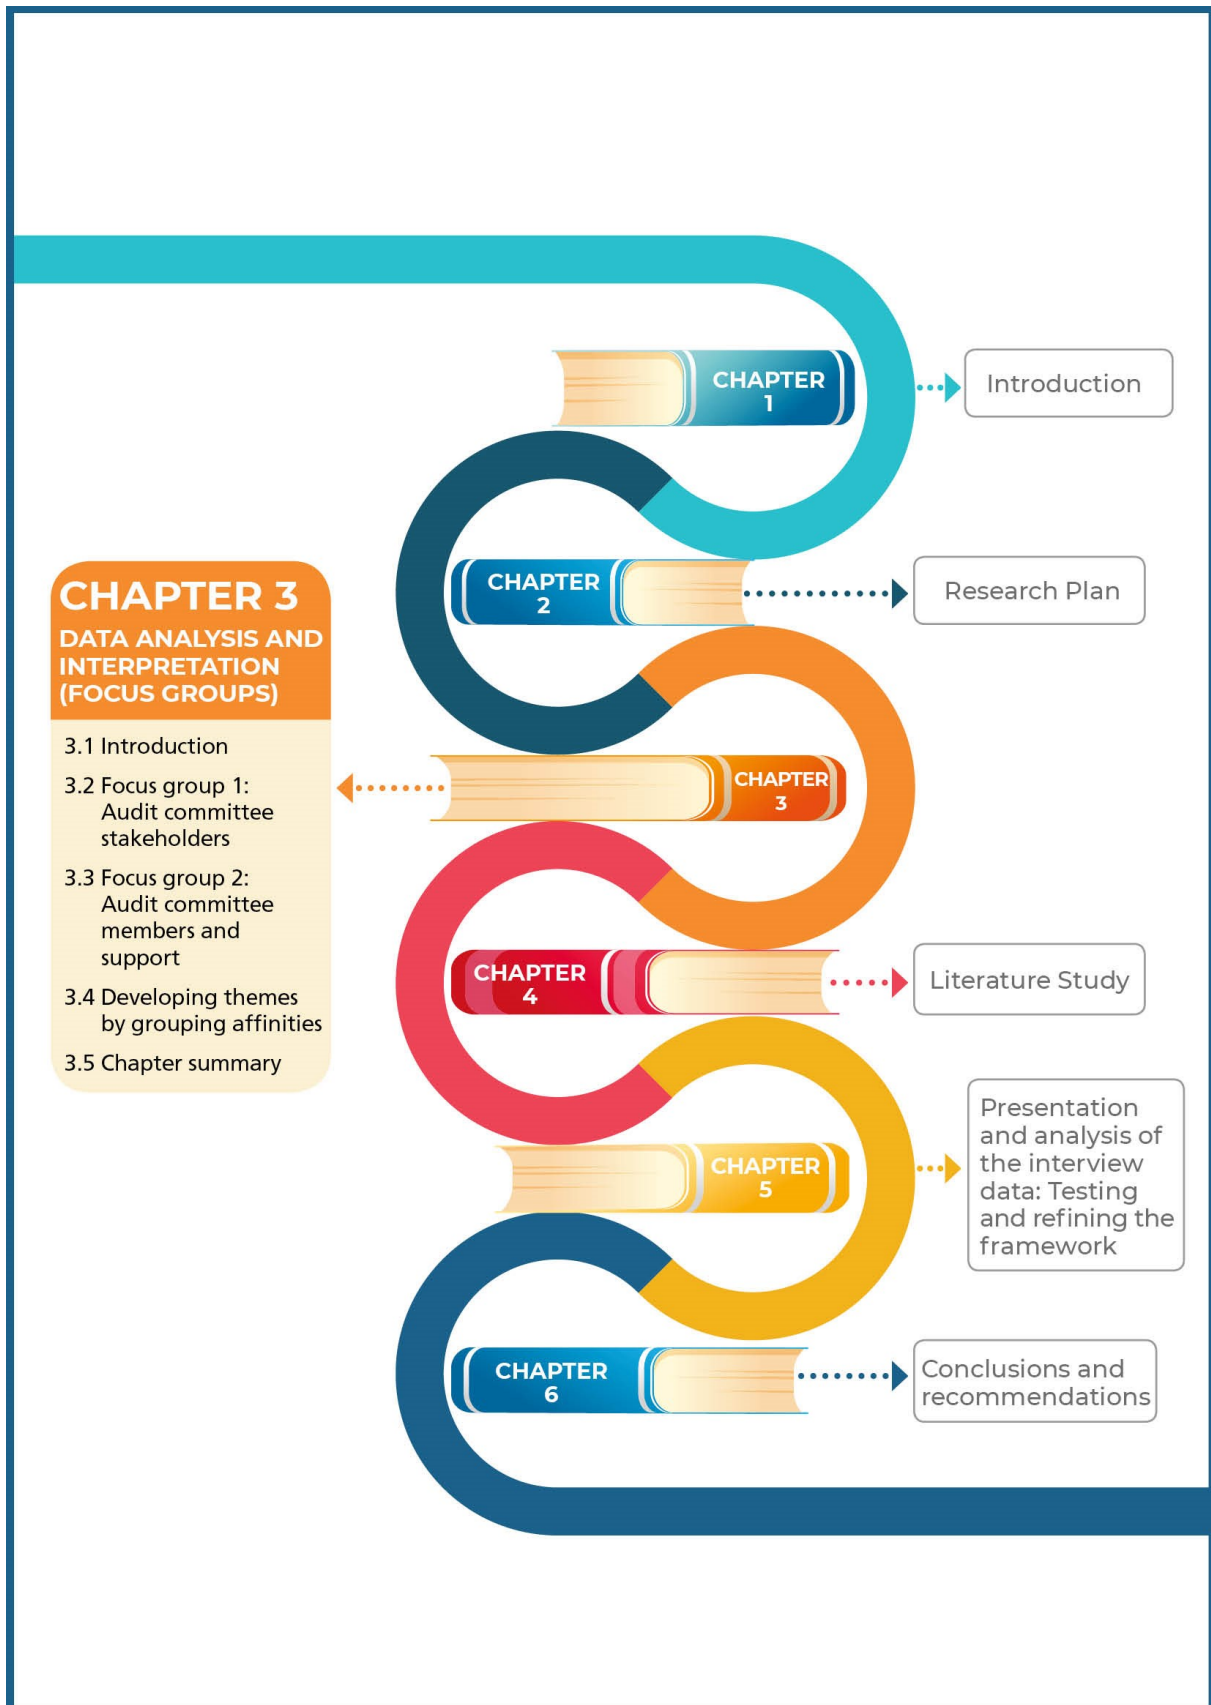 CHAPTER
1
Introduction
CHAPTER
2
Research Plan
CHAPTER 3
DATA ANALYSIS AND
INTERPRETATION
(FOCUS GROUPS)
3.1 Introduction
3.2 Focus group 1:
Audit committee
stakeholders
3.3 Focus group 2:
Audit committee
members and
support
3.4 Developing themes
by grouping affinities
3.5 Chapter summary
CHAPTER
3
CHAPTER
4
Literature Study
CHAPTER
5
Presentation
and analysis of
the interview
data: Testing
and refining the
framework
CHAPTER
6
Conclusions and
recommendations